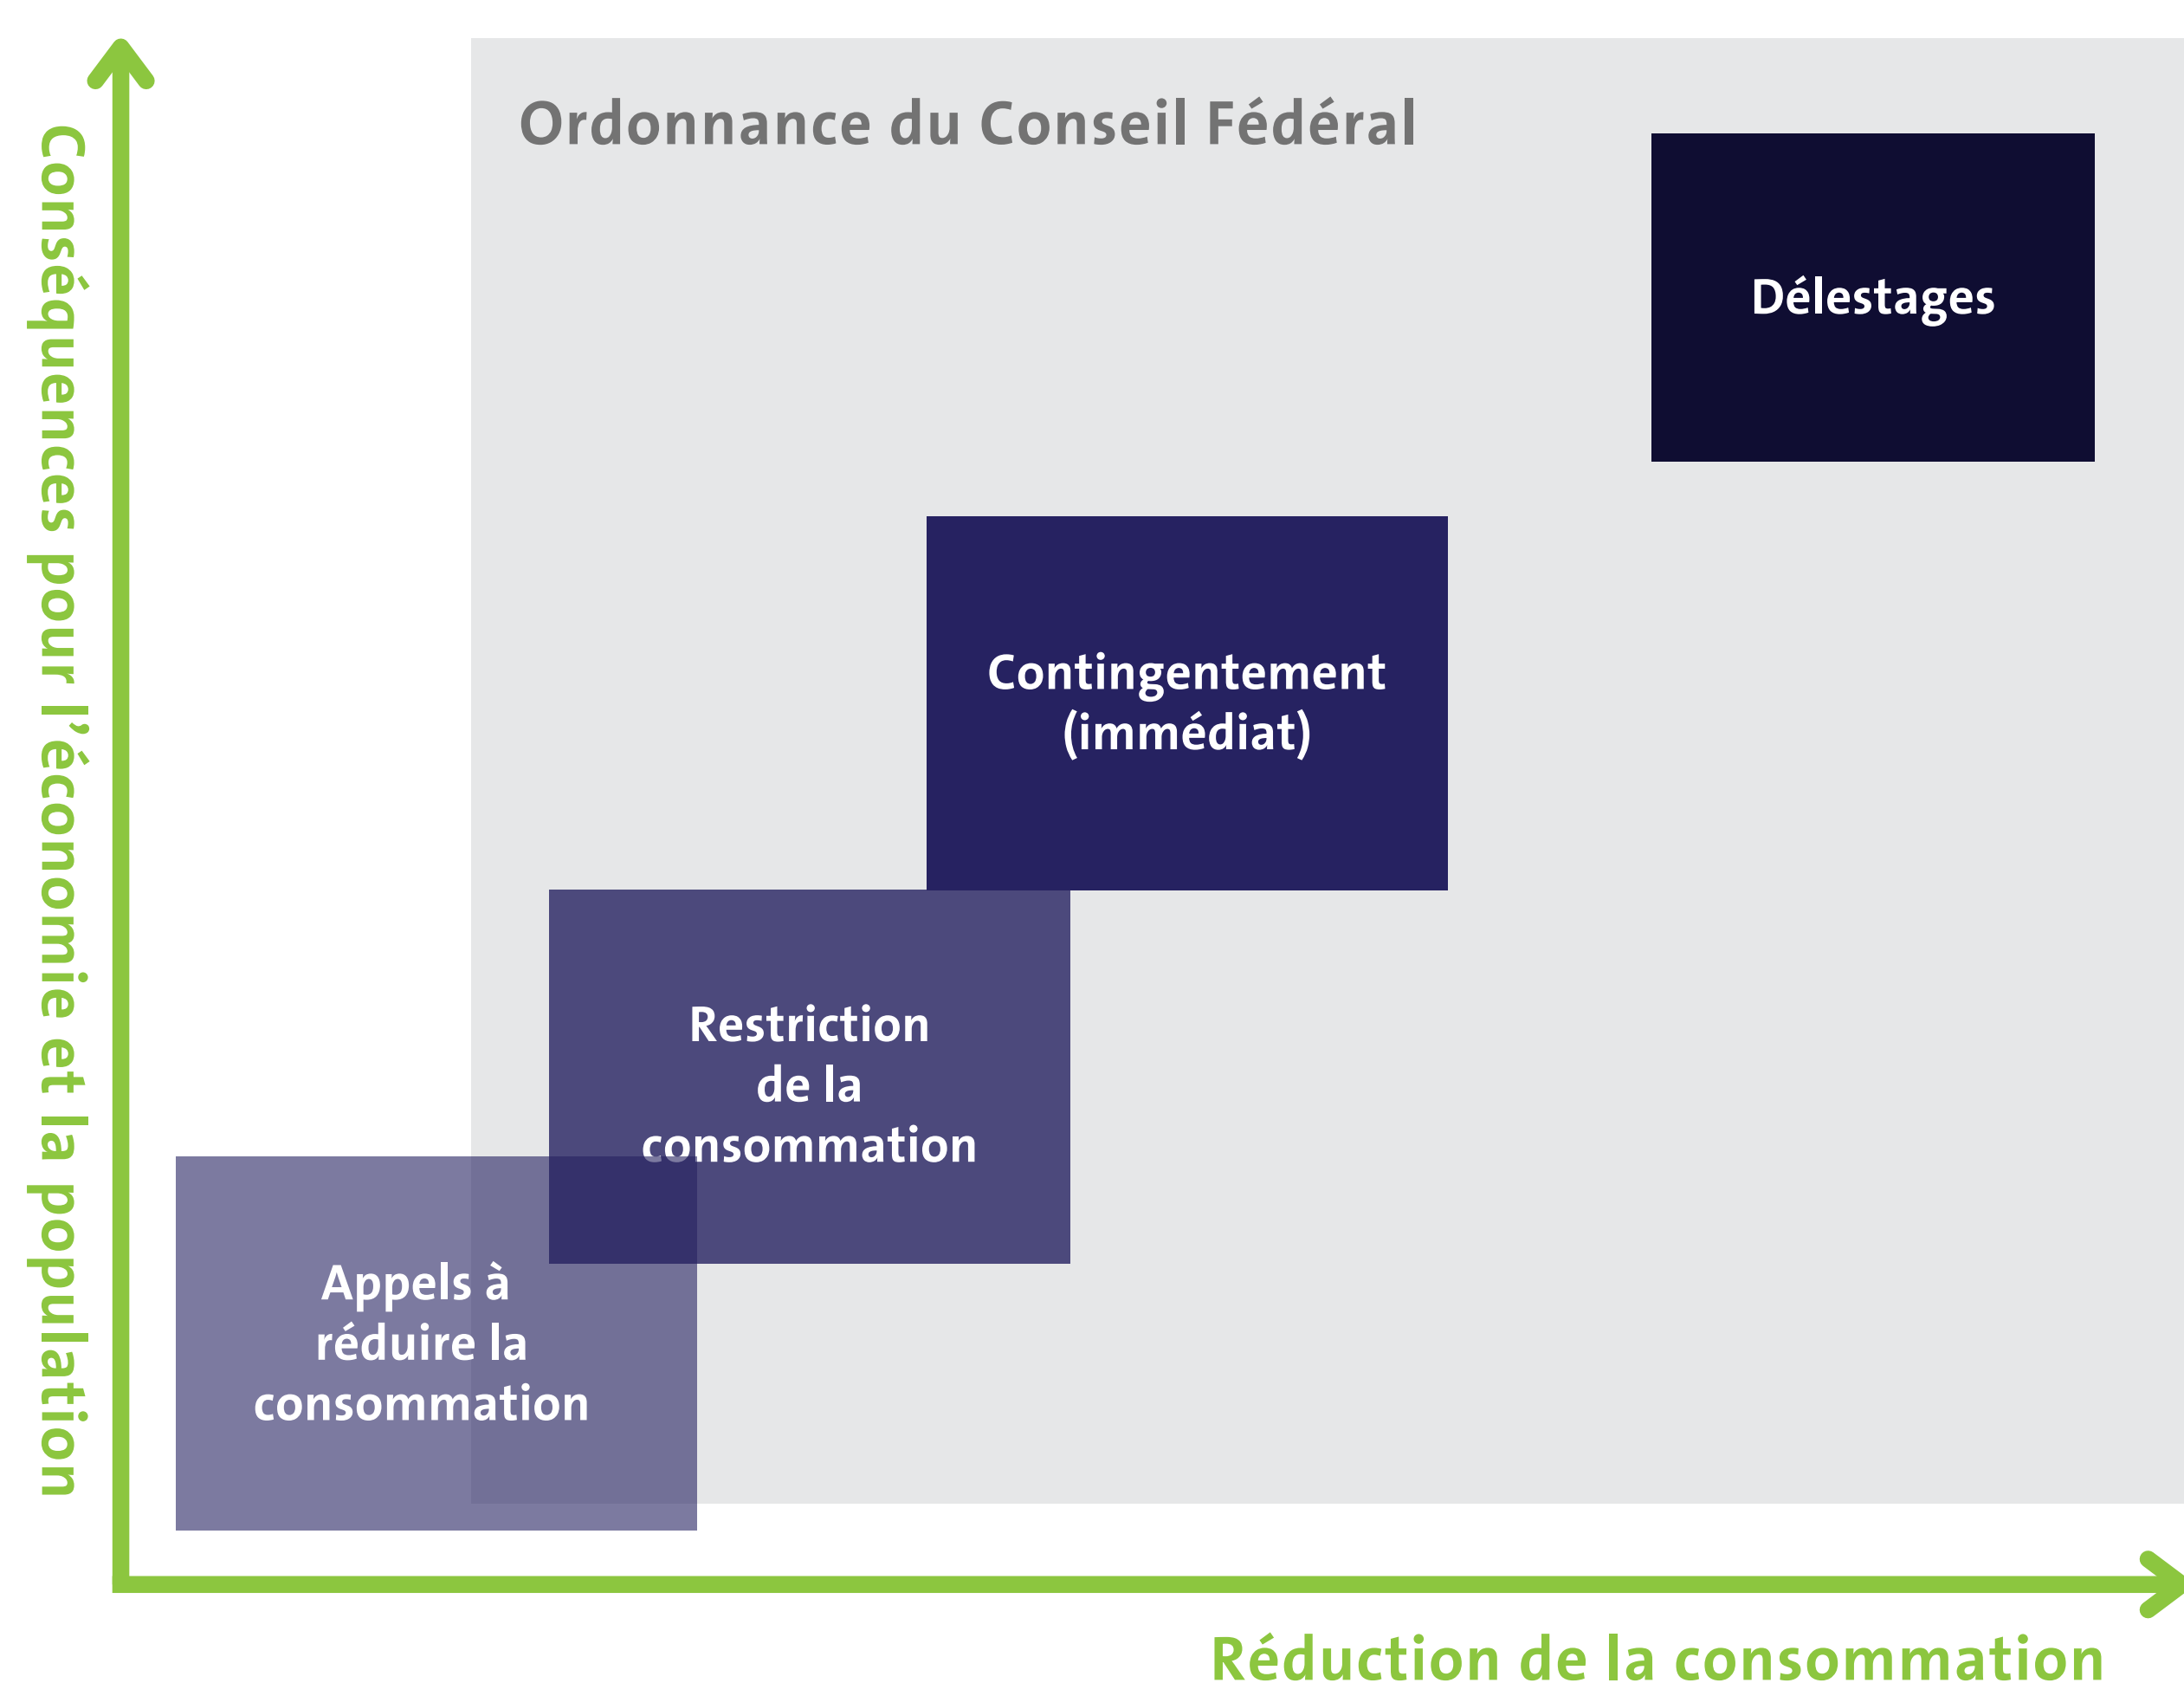 Ordonnance du Conseil Fédéral
Délestages
Contingentement
(immédiat)
Restriction
de la
consommation
Appels à
réduire la
consommation
Conséquences pour l’économie et la population
Réduction de la consommation